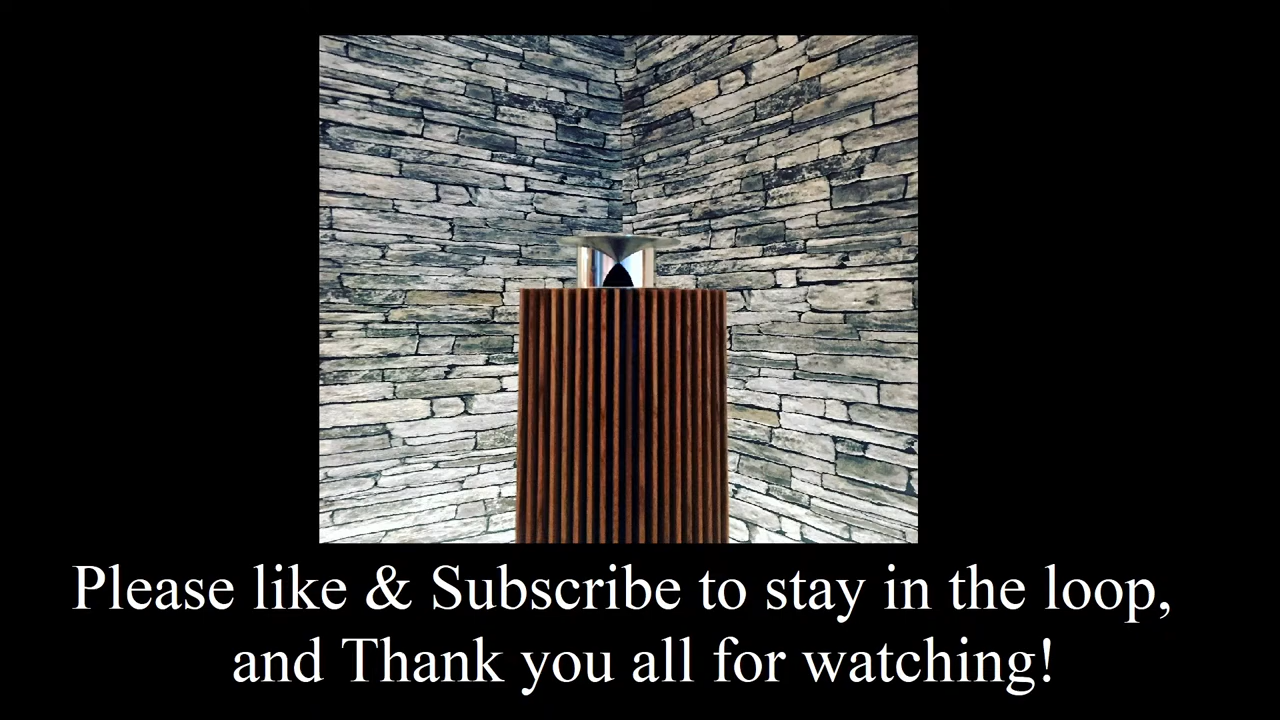 Please like & Subscribe to stay in the loop,
and Thank you all for watching!